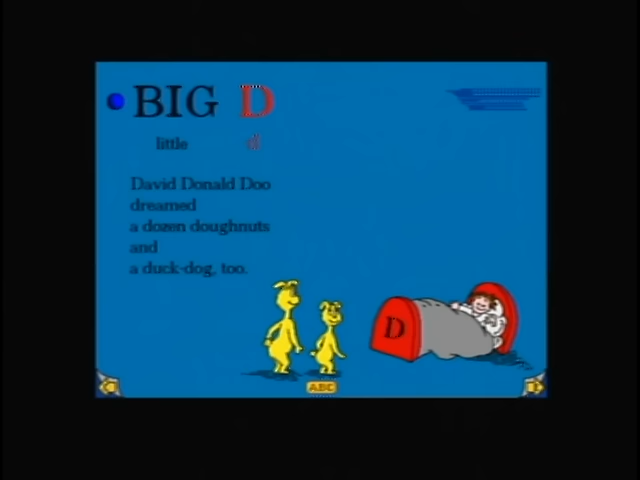 BIG D
little d
David Donald Doo
dreamed
a dozen doughnuts
and
a duck-dog, too.
D
ABC